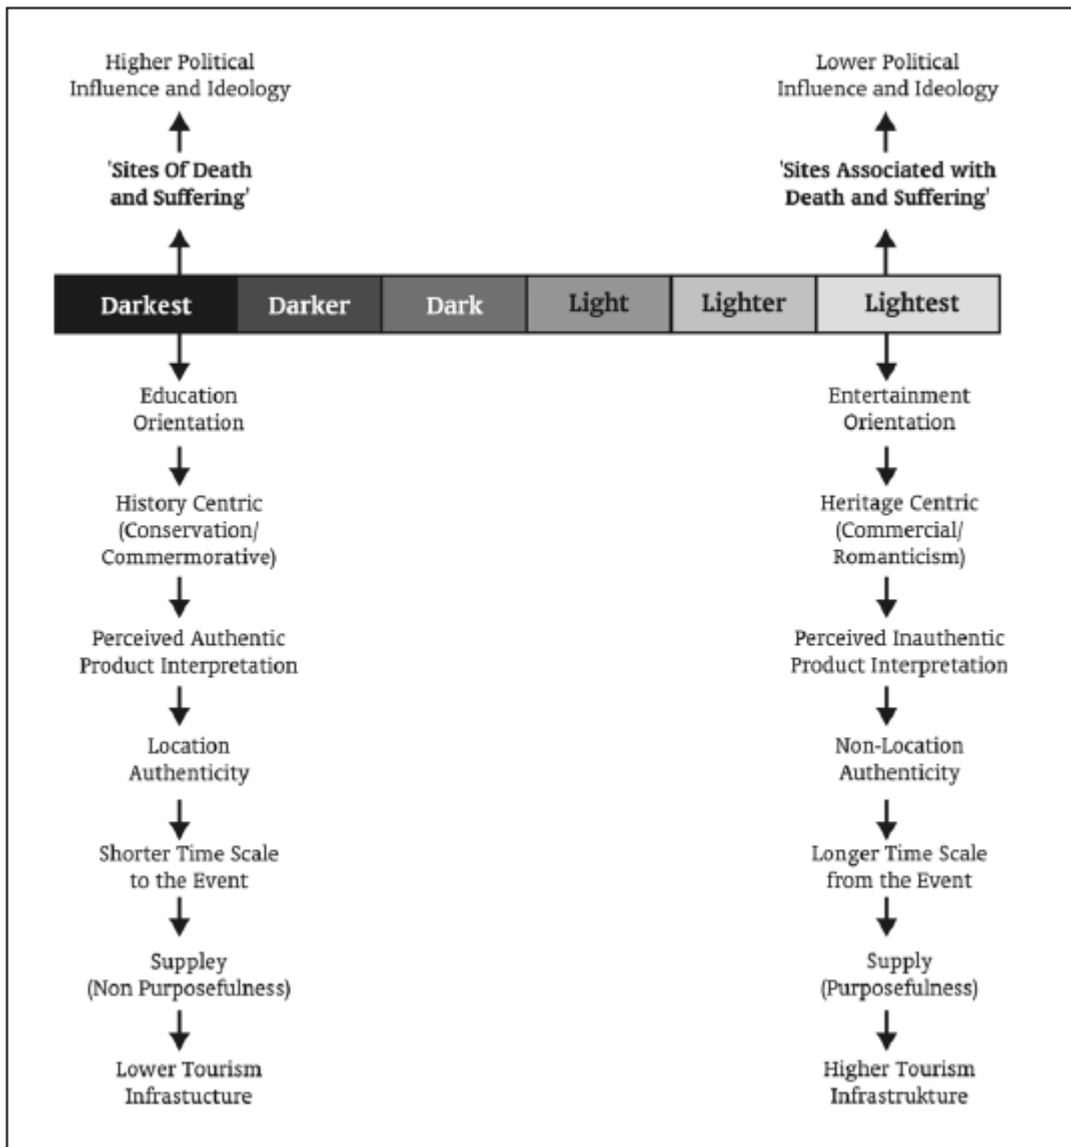 Higher Political
Influence and Ideology
Lower Political
Influence and Ideology
'Sites Of Death
and Suffering'
'Sites Associated with
Death and Suffering'
Darkest
Darker
Dark
Light
Lighter
Lightest
Education
Orientation
History Centric
(Conservation/
Commermorative)
Perceived Authentic
Product Interpretation
Location
Authenticity
Shorter Time Scale
to the Event
Suppley
(Non Purposefulness)
Lower Tourism
Infrastucture
Entertainment
Orientation
Heritage Centric
(Commercial/
Romanticism)
Perceived Inauthentic
Product Interpretation
Non-Location
Authenticity
Longer Time Scale
from the Event
Supply
(Purposefulness)
Higher Tourism
Infrastrukture